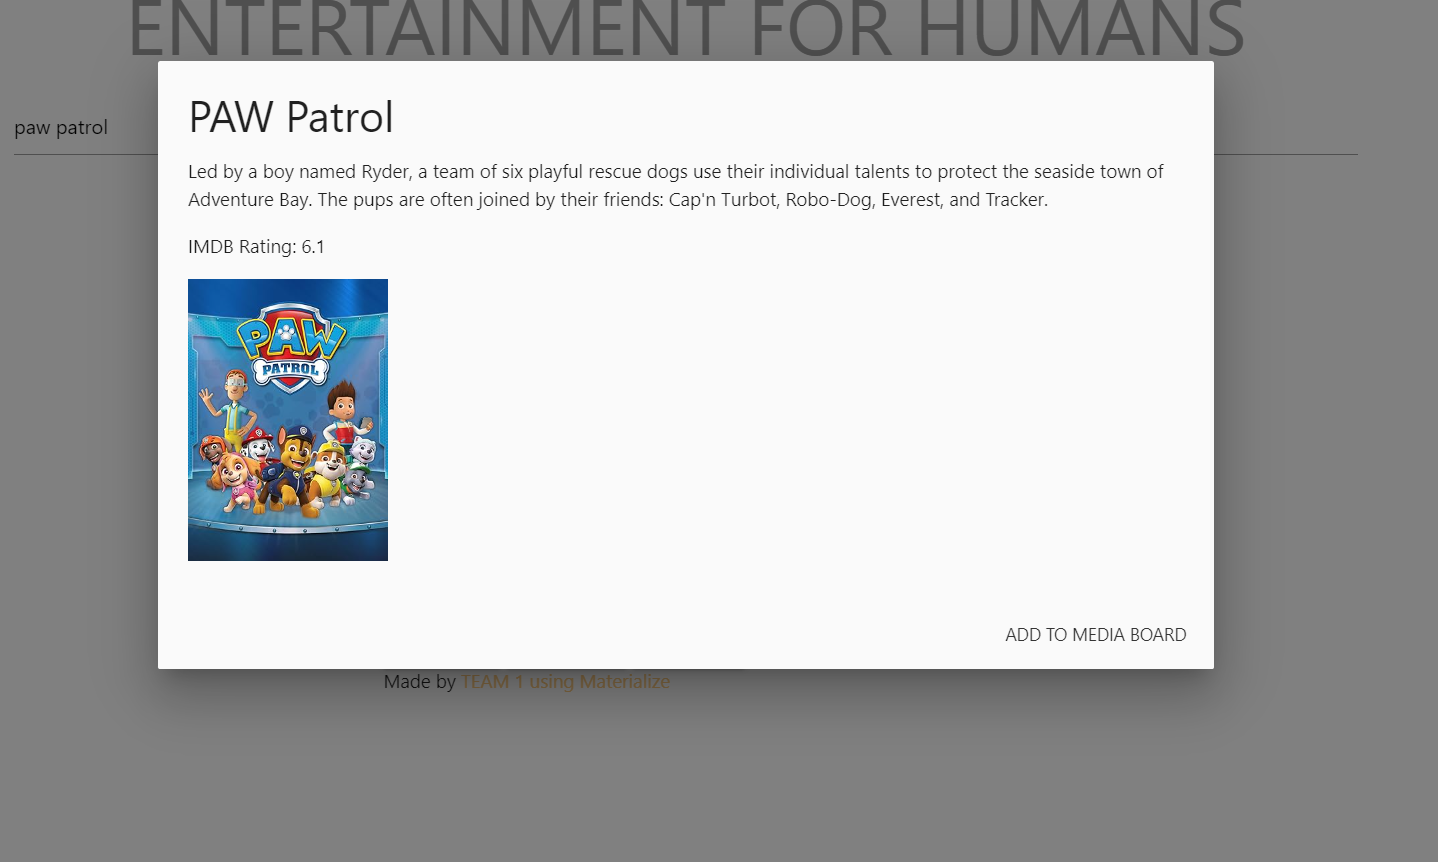 ENTERTAINMENT FOR HUMANS
paw patrol
PAW Patrol
Led by a boy named Ryder, a team of six playful rescue dogs use their individual talents to protect the seaside town of
Adventure Bay. The pups are often joined by their friends: Cap'n Turbot, Robo-Dog, Everest, and Tracker.
IMDB Rating: 6.1
PAW
PATROL
ADD TO MEDIA BOARD
Made by TEAM 1 using Materialize